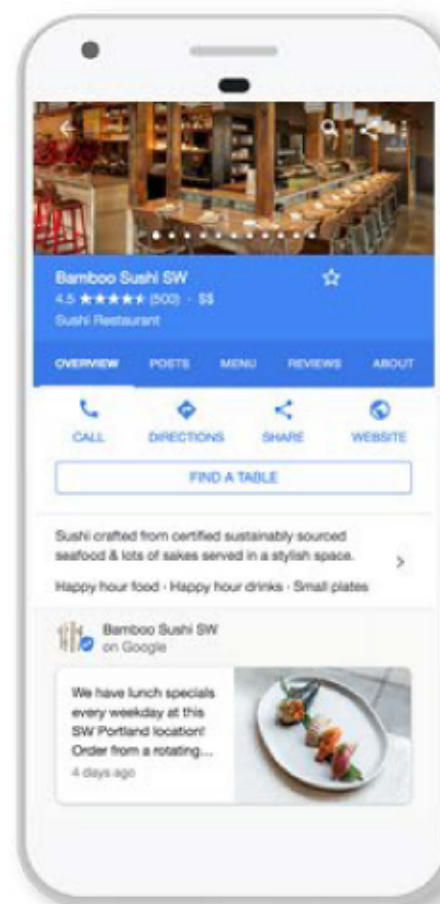 Bamboo Sushi SW
4.5 ★★★★★ (500) · $$
Sushi Restaurant
OVERVIEW POSTS MENU REVIEWS ABOUT
CALL DIRECTIONS SHARE WEBSITE
FIND A TABLE
Sushi crafted from certified sustainably sourced
seafood & lots of sakes served in a stylish space.
Happy hour food · Happy hour drinks · Small plates
Bamboo Sushi SW
on Google
We have lunch specials
every weekday at this
SW Portland location!
Order from a rotating...
4 days ago